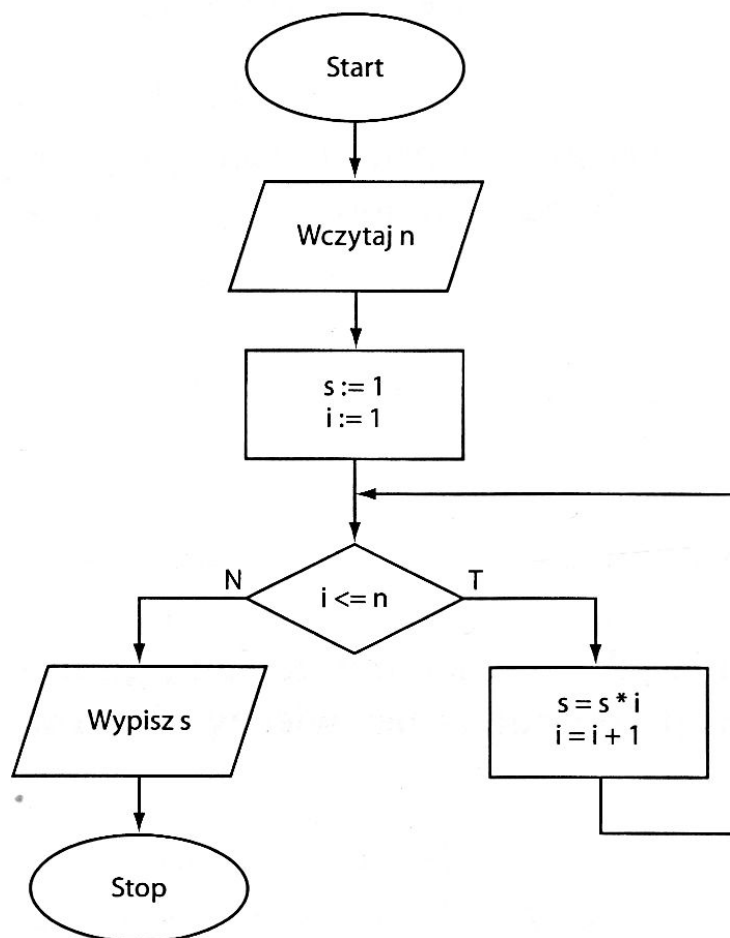 Start
Wczytaj n
s := 1
i := 1
N
i <= n
T
Wypisz s
s = s * i
i = i + 1
Stop